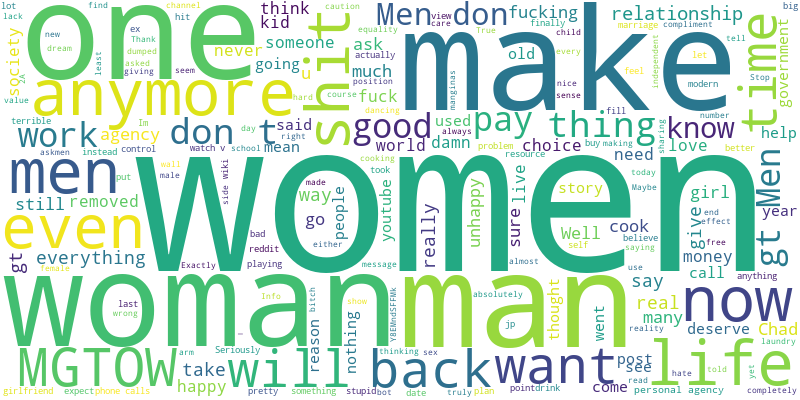 lot
lack
find
new
dream
ex
Thank
dumped
asked
giving
one
channel
hit
seem
least
kid
think
someone
going
never
u
shit
caution
equality
Men
don
view
care
manginas
fucking
finally
old
True
child
every
nice
sense
relationship
marriage
compliment
independent
feel
let
modern
big
tell
Stop
time
government
society
2A
value
terrible
anymore
hard
course
ask
actually
much
position
fuck
dancing
make
fill
number
work
agency
Im
don
t
day
said
right
mean
good
used
always
world
damn
pay
thing
choice
problem
resource
buy
making
sharing
know
love
better
help
askmen
instead
control
watch v
school
men
put
wall
male
side wiki
cooking
took
women
need
story
today
Maybe
girl
gt
Men
still
removed
even
everything
gt
female
Exactly
bad
reddit
playing
made
way
go
either
people
youtube
message
really
unhappy
sure
live
almost
Well
self
cook
believe
saying
use
give
money
call
end
effect
free
year
anything
woman
last
wrong
Info
bitch
reason
show
nothing
Y8EMndSFFMk
man
absolutely
jp
thought
went
say
real
many
reality
now
deserve
Chad
laundry
MGTOW
arm
take
Seriously
happy
will
thinking
sex
back
want
post
see
read
hate
told
yet
life
girlfriend
expect
phone calls
pretty
something
stupid
bot
date
truly
plan
point
drink
come
personal agency
completely